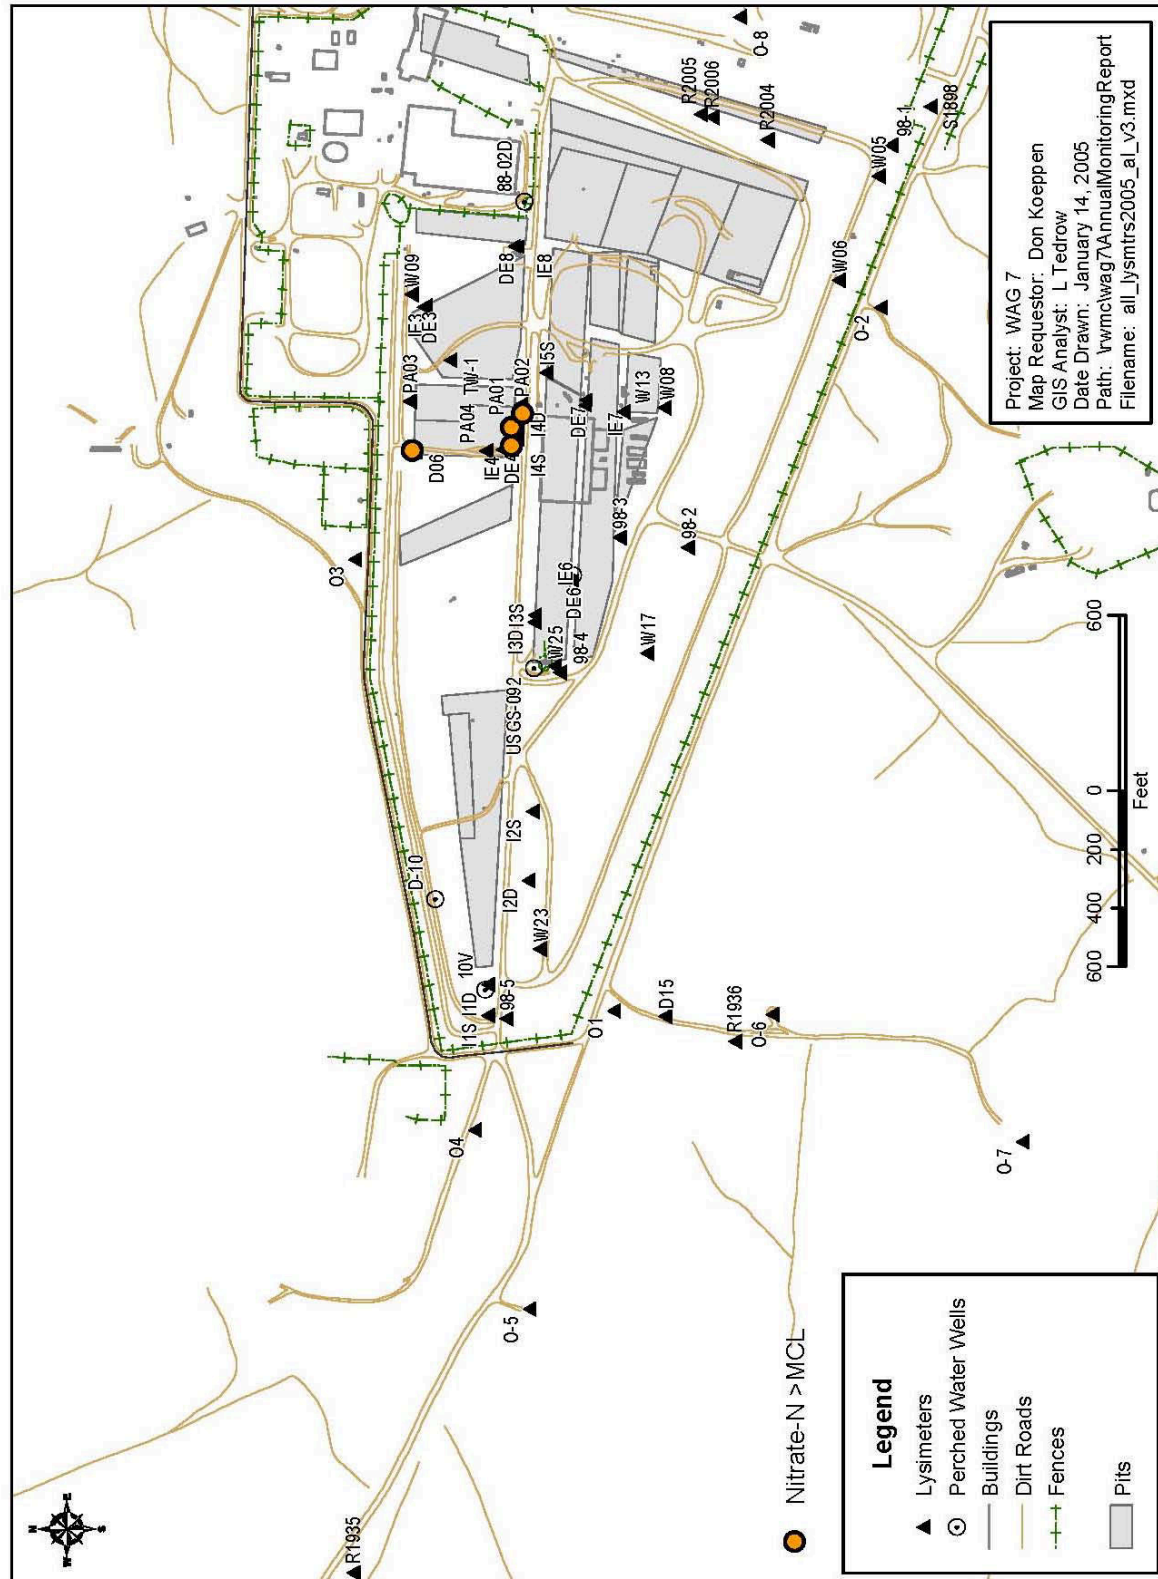 N
W
E
S
R1935
O-5
O4
I1S
I1D
10V
98-5
D-10
W23
I2D
I2S
USGS-092
I3D
I3S
W25
98-4
DE6
IE6
98-3
98-2
W17
O3
D06
PA03
IE4
DE4
PA04
PA01
TW-1
PA02
I4S
I4D
I5S
DE7
IE7
W13
W08
IE3
DE3
W09
DE8
IE8
88-02D
R2005
R2006
R2004
O-8
W05
98-1
S1898
W06
O-2
O1
D15
R1936
O-6
O-7
Nitrate-N >MCL
Legend
Lysimeters
Perched Water Wells
Buildings
Dirt Roads
Fences
Pits
600 400 200 0 600
Feet
Project: WAG 7
Map Requestor: Don Koeppen
GIS Analyst: L Tedrow
Date Drawn: January 14, 2005
Path: \rwmc\wag7\AnnualMonitoringReport
Filename: all_lysmtrs2005_al_v3.mxd